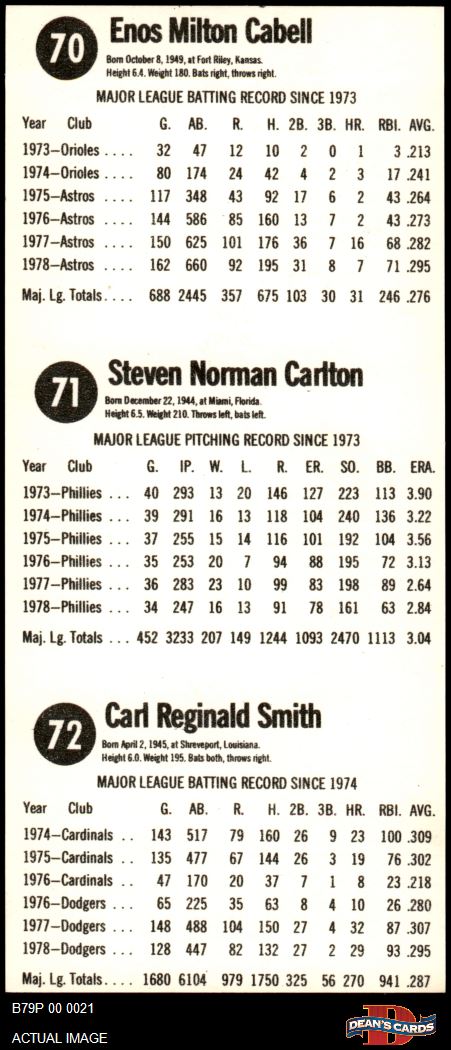 70 Enos Milton Cabell
Born October 8, 1949, at Fort Riley, Kansas.
Height 6.4. Weight 180. Bats right, throws right.
MAJOR LEAGUE BATTING RECORD SINCE 1973
Year Club G. AB. R. H. 2B. 3B. HR. RBI. AVG.
1973—Orioles .... 32 47 12 10 2 0 1 3 .213
1974—Orioles .... 80 174 24 42 4 2 3 17 .241
1975—Astros .... 117 348 43 92 17 6 2 43 .264
1976—Astros .... 144 586 85 160 13 7 2 43 .273
1977—Astros .... 150 625 101 176 36 7 16 68 .282
1978—Astros .... 162 660 92 195 31 8 7 71 .295
Maj. Lg. Totals.... 688 2445 357 675 103 30 31 246 .276
71 Steven Norman Carlton
Born December 22, 1944, at Miami, Florida.
Height 6.5. Weight 210. Throws left, bats left.
MAJOR LEAGUE PITCHING RECORD SINCE 1973
Year Club G. IP. W. L. R. ER. SO. BB. ERA.
1973—Phillies ... 40 293 13 20 146 127 223 113 3.90
1974—Phillies ... 39 291 16 13 118 104 240 136 3.22
1975—Phillies ... 37 255 15 14 116 101 192 104 3.56
1976—Phillies ... 35 253 20 7 94 88 195 72 3.13
1977—Phillies ... 36 283 23 10 99 83 198 89 2.64
1978—Phillies ... 34 247 16 13 91 78 161 63 2.84
Maj. Lg. Totals ... 452 3233 207 149 1244 1093 2470 1113 3.04
72 Carl Reginald Smith
Born April 2, 1945, at Shreveport, Louisiana.
Height 6.0. Weight 195. Bats both, throws right.
MAJOR LEAGUE BATTING RECORD SINCE 1974
Year Club G. AB. R. H. 2B. 3B. HR. RBI. AVG.
1974—Cardinals .. 143 517 79 160 26 9 23 100 .309
1975—Cardinals .. 135 477 67 144 26 3 19 76 .302
1976—Cardinals .. 47 170 20 37 7 1 8 23 .218
1976—Dodgers ... 65 225 35 63 8 4 10 26 .280
1977—Dodgers ... 148 488 104 150 27 4 32 87 .307
1978—Dodgers ... 128 447 82 132 27 2 29 93 .295
Maj. Lg. Totals.... 1680 6104 979 1750 325 56 270 941 .287
B79P 00 0021
ACTUAL IMAGE
D
DEAN'S CARDS